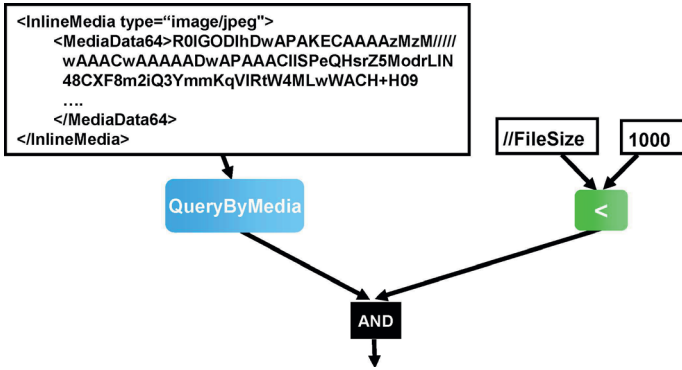 <InlineMedia type=“image/jpeg">
<MediaData64>R0lGODlhDwAPAKECAAAAzMzM/////
wAAACwAAAAADwAPAAACIISPeQHsrZ5ModrLlN
48CXF8m2iQ3YmmKqVlRtW4MLwWACH+H09
....
</MediaData64>
</InlineMedia>
//FileSize
1000
QueryByMedia
<
AND